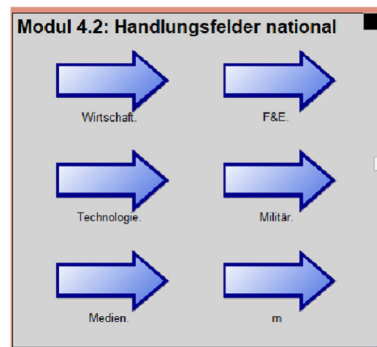 Modul 4.2: Handlungsfelder national
Wirtschaft.
F&E.
Technologie.
Militär.
Medien.
m